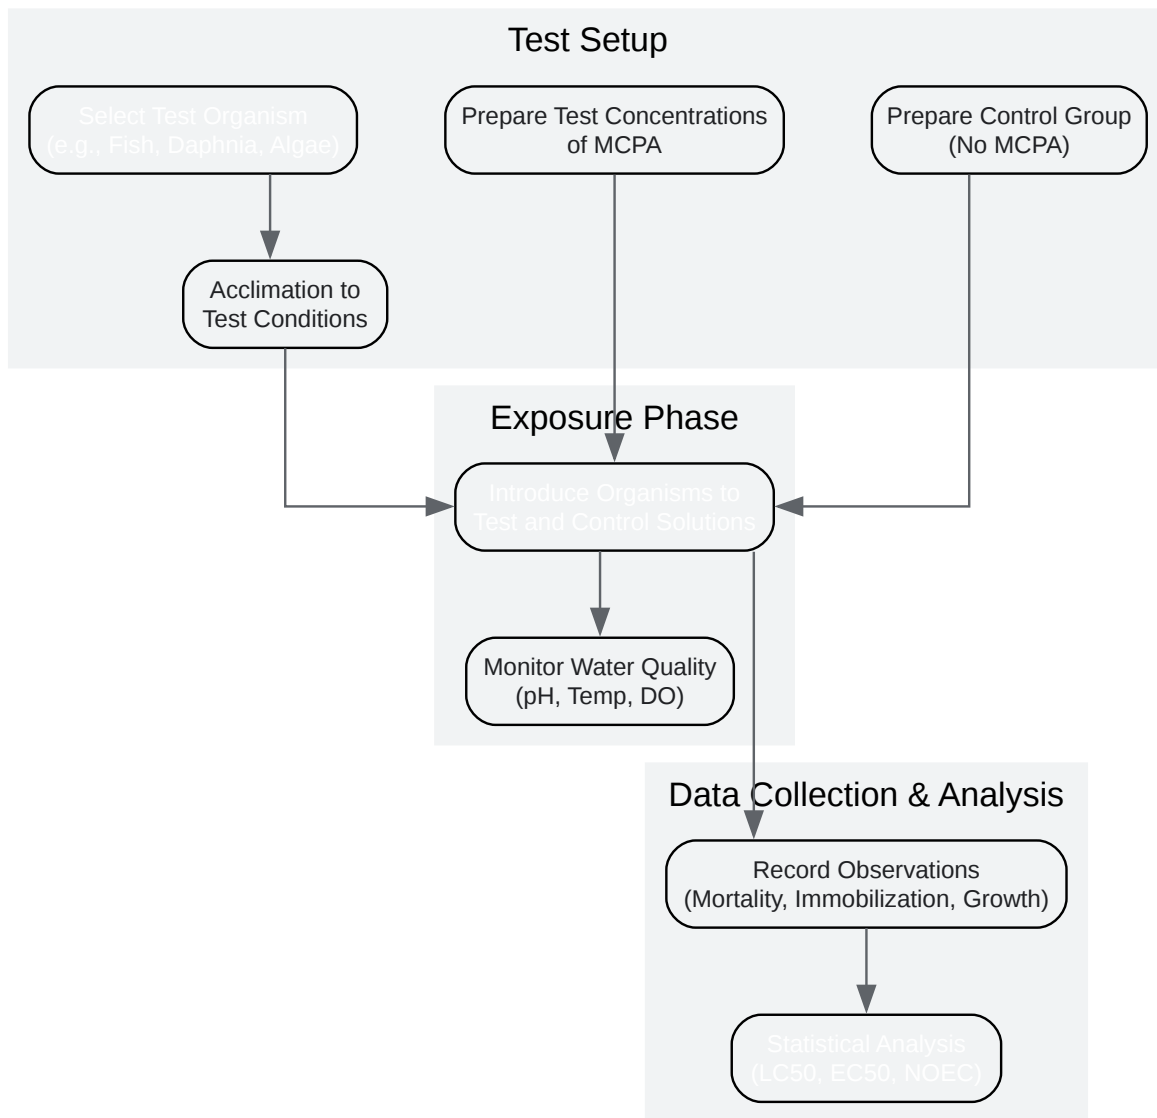 Test Setup
Select Test Organism
(e.g., Fish, Daphnia, Algae)
Prepare Test Concentrations
of MCPA
Prepare Control Group
(No MCPA)
Acclimation to
Test Conditions
Exposure Phase
Introduce Organisms to
Test and Control Solutions
Monitor Water Quality
(pH, Temp, DO)
Data Collection & Analysis
Record Observations
(Mortality, Immobilization, Growth)
Statistical Analysis
(LC50, EC50, NOEC)